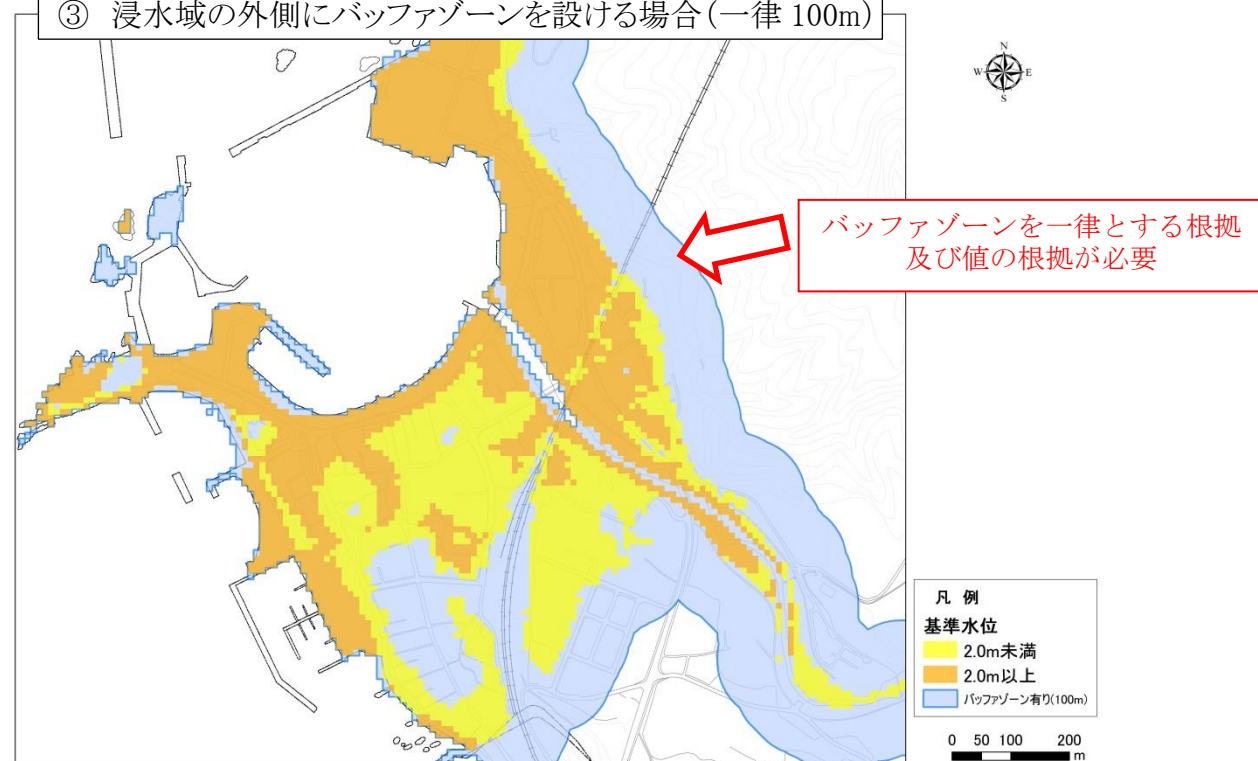 ③ 浸水域の外側にバッファゾーンを設ける場合(一律 100m)
N
W E
S
バッファゾーンを一律とする根拠
及び値の根拠が必要
凡 例
基準水位
2.0m未満
2.0m以上
バッファゾーン有り(100m)
0 50 100 200
m